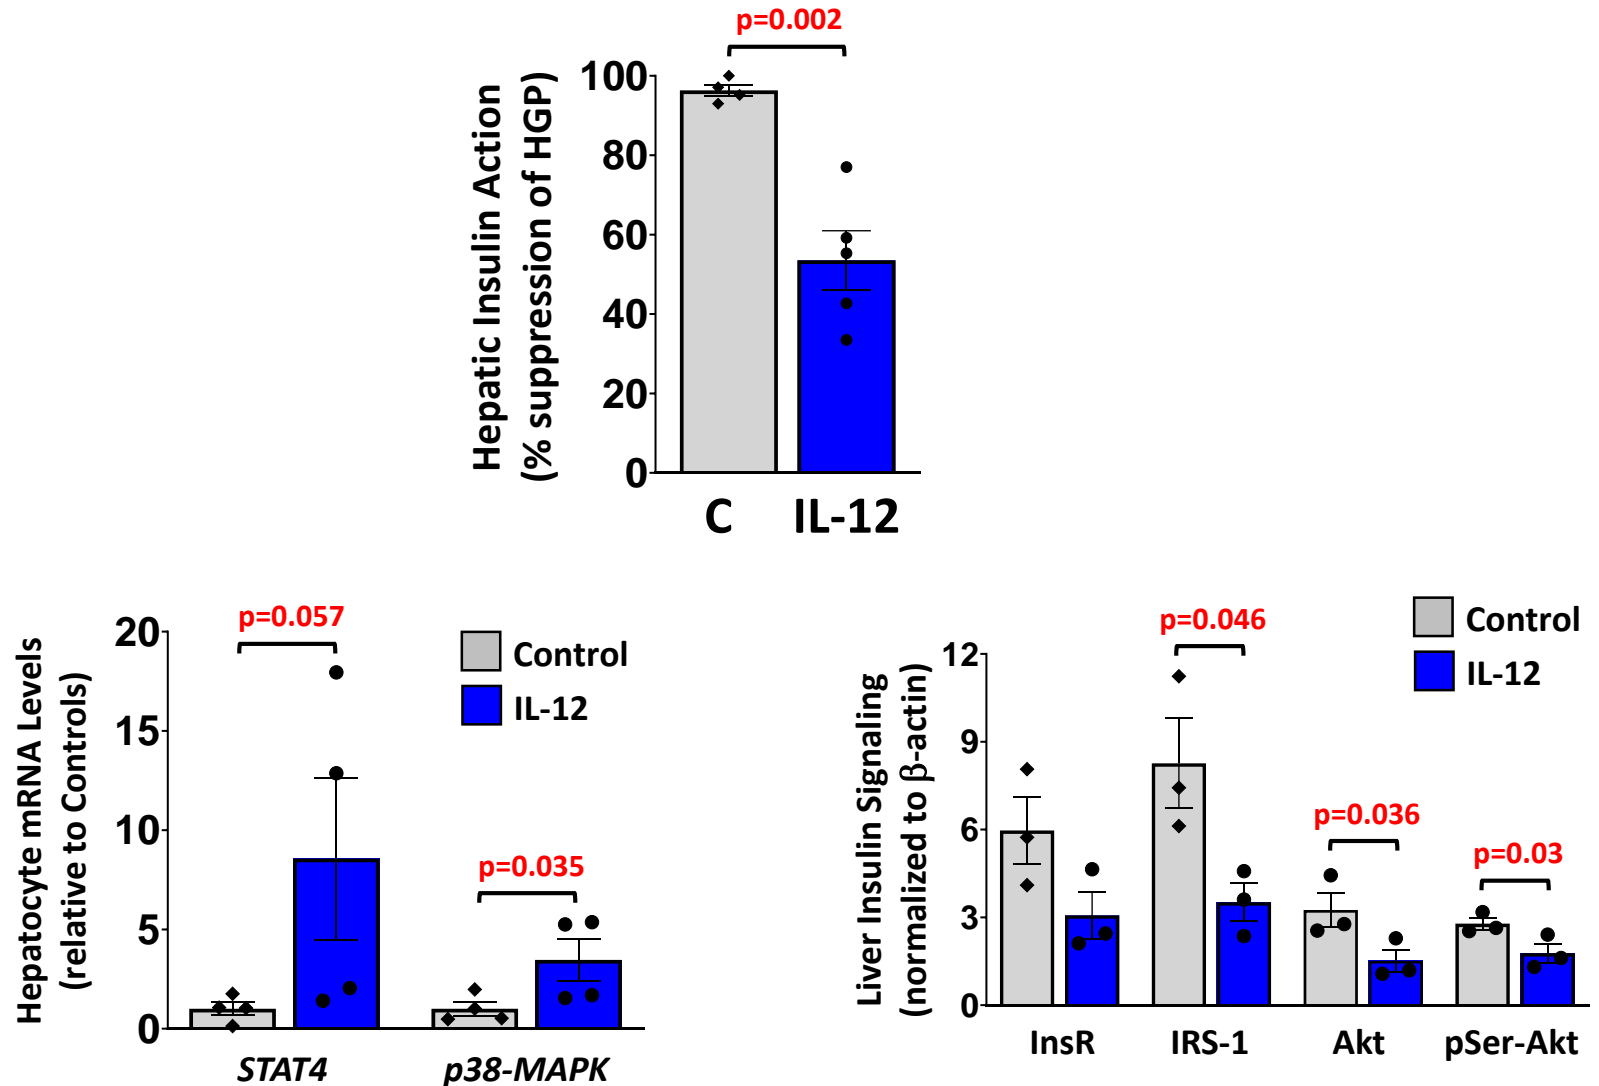 p=0.002
Hepatic Insulin Action
(% suppression of HGP)
100
80
60
40
20
0
C IL-12
Hepatocyte mRNA Levels
(relative to Controls)
20
15
10
5
0
p=0.057
p=0.035
Control
IL-12
STAT4 p38-MAPK
Liver Insulin Signaling
(normalized to β-actin)
12
9
6
3
0
p=0.046
p=0.036
p=0.03
Control
IL-12
InsR IRS-1 Akt pSer-Akt